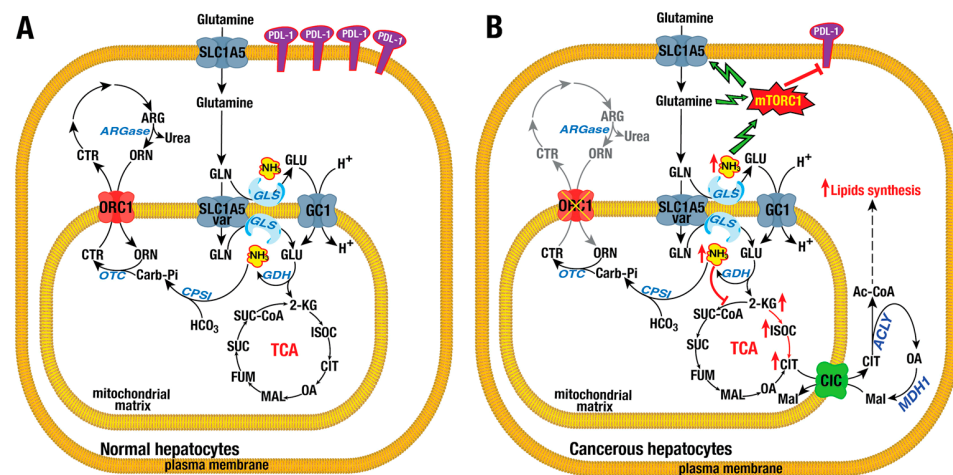 A
Glutamine
PDL-1
PDL-1
PDL-1
PDL-1
SLC1A5
Glutamine
ARG
ARGase
Urea
CTR
ORN
NH3
GLU
H+
GLN
GLS
ORC1
SLC1A5
var
GC1
GLS
CTR
ORN
GLN
NH3
GLU
H+
OTC
Carb-Pi
GDH
CPSI
HCO3
2-KG
SUC-CoA
ISOC
SUC
TCA
CIT
FUM
OA
MAL
mitochondrial
matrix
Normal hepatocytes
plasma membrane
B
Glutamine
PDL-1
SLC1A5
Glutamine
mTORC1
ARG
ARGase
Urea
CTR
ORN
NH3
GLU
H+
GLN
GLS
Lipids synthesis
ORC1
SLC1A5
var
GC1
GLS
CTR
ORN
GLN
NH3
GLU
H+
OTC
Carb-Pi
GDH
CPSI
HCO3
2-KG
SUC-CoA
ISOC
Ac-CoA
SUC
TCA
CIT
ACLY
CIT
OA
FUM
OA
MAL
CIC
Mal
Mal
MDH1
mitochondrial
matrix
Cancerous hepatocytes
plasma membrane